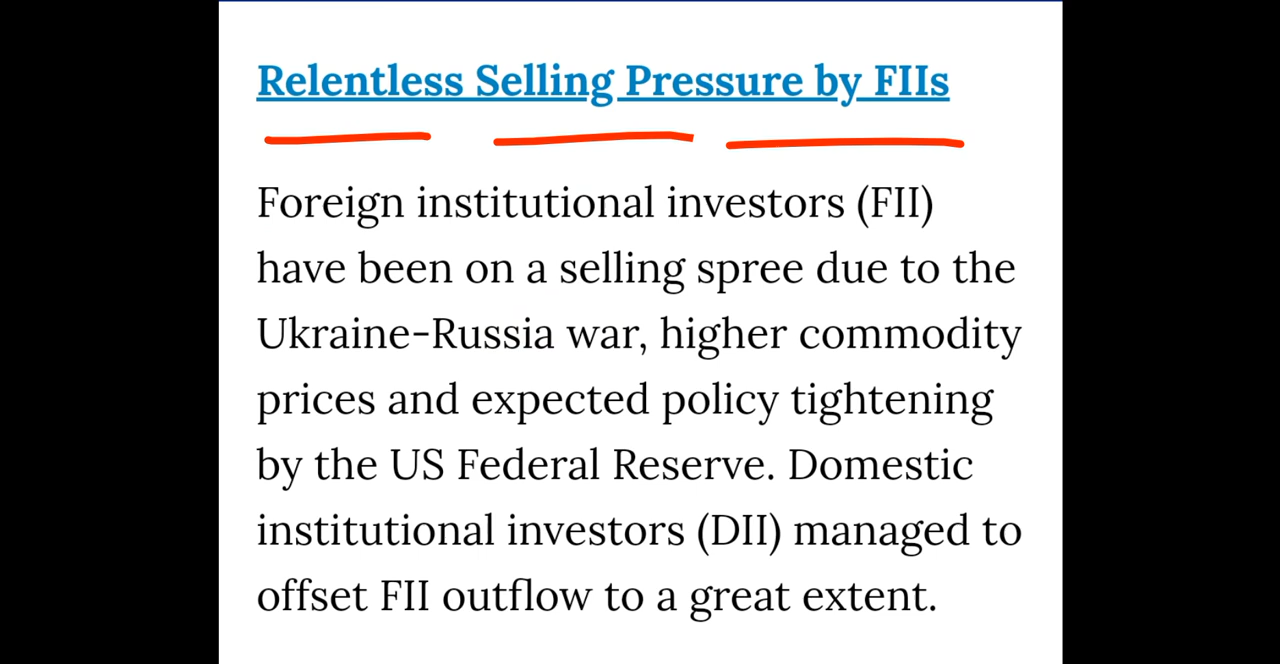 Relentless Selling Pressure by FIIs
Foreign institutional investors (FII)
have been on a selling spree due to the
Ukraine-Russia war, higher commodity
prices and expected policy tightening
by the US Federal Reserve. Domestic
institutional investors (DII) managed to
offset FII outflow to a great extent.